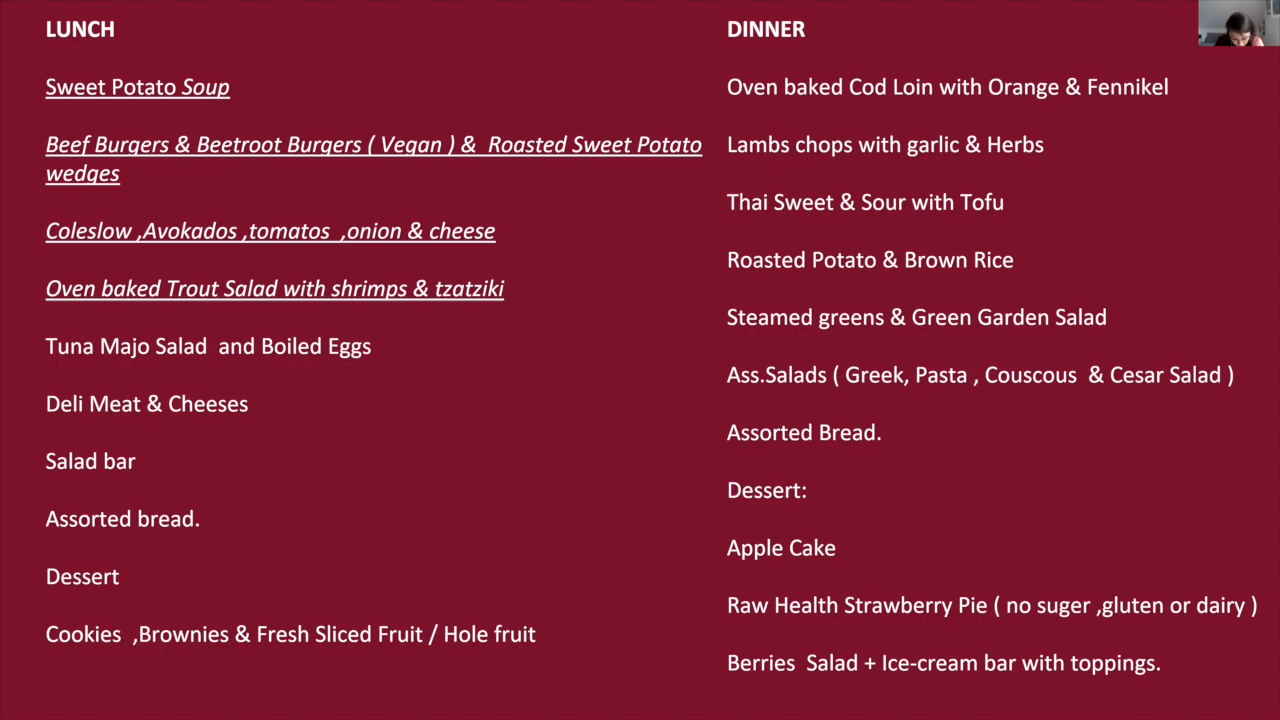 LUNCH
Sweet Potato Soup
Beef Burgers & Beetroot Burgers ( Vegan ) &  Roasted Sweet Potato
wedges
Coleslow ,Avokados ,tomatos  ,onion & cheese
Oven baked Trout Salad with shrimps & tzatziki
Tuna Majo Salad  and Boiled Eggs
Deli Meat & Cheeses
Salad bar
Assorted bread.
Dessert
Cookies  ,Brownies & Fresh Sliced Fruit / Hole fruit
DINNER
Oven baked Cod Loin with Orange & Fennikel
Lambs chops with garlic & Herbs
Thai Sweet & Sour with Tofu
Roasted Potato & Brown Rice
Steamed greens & Green Garden Salad
Ass.Salads ( Greek, Pasta , Couscous  & Cesar Salad )
Assorted Bread.
Dessert:
Apple Cake
Raw Health Strawberry Pie ( no suger ,gluten or dairy )
Berries  Salad + Ice-cream bar with toppings.